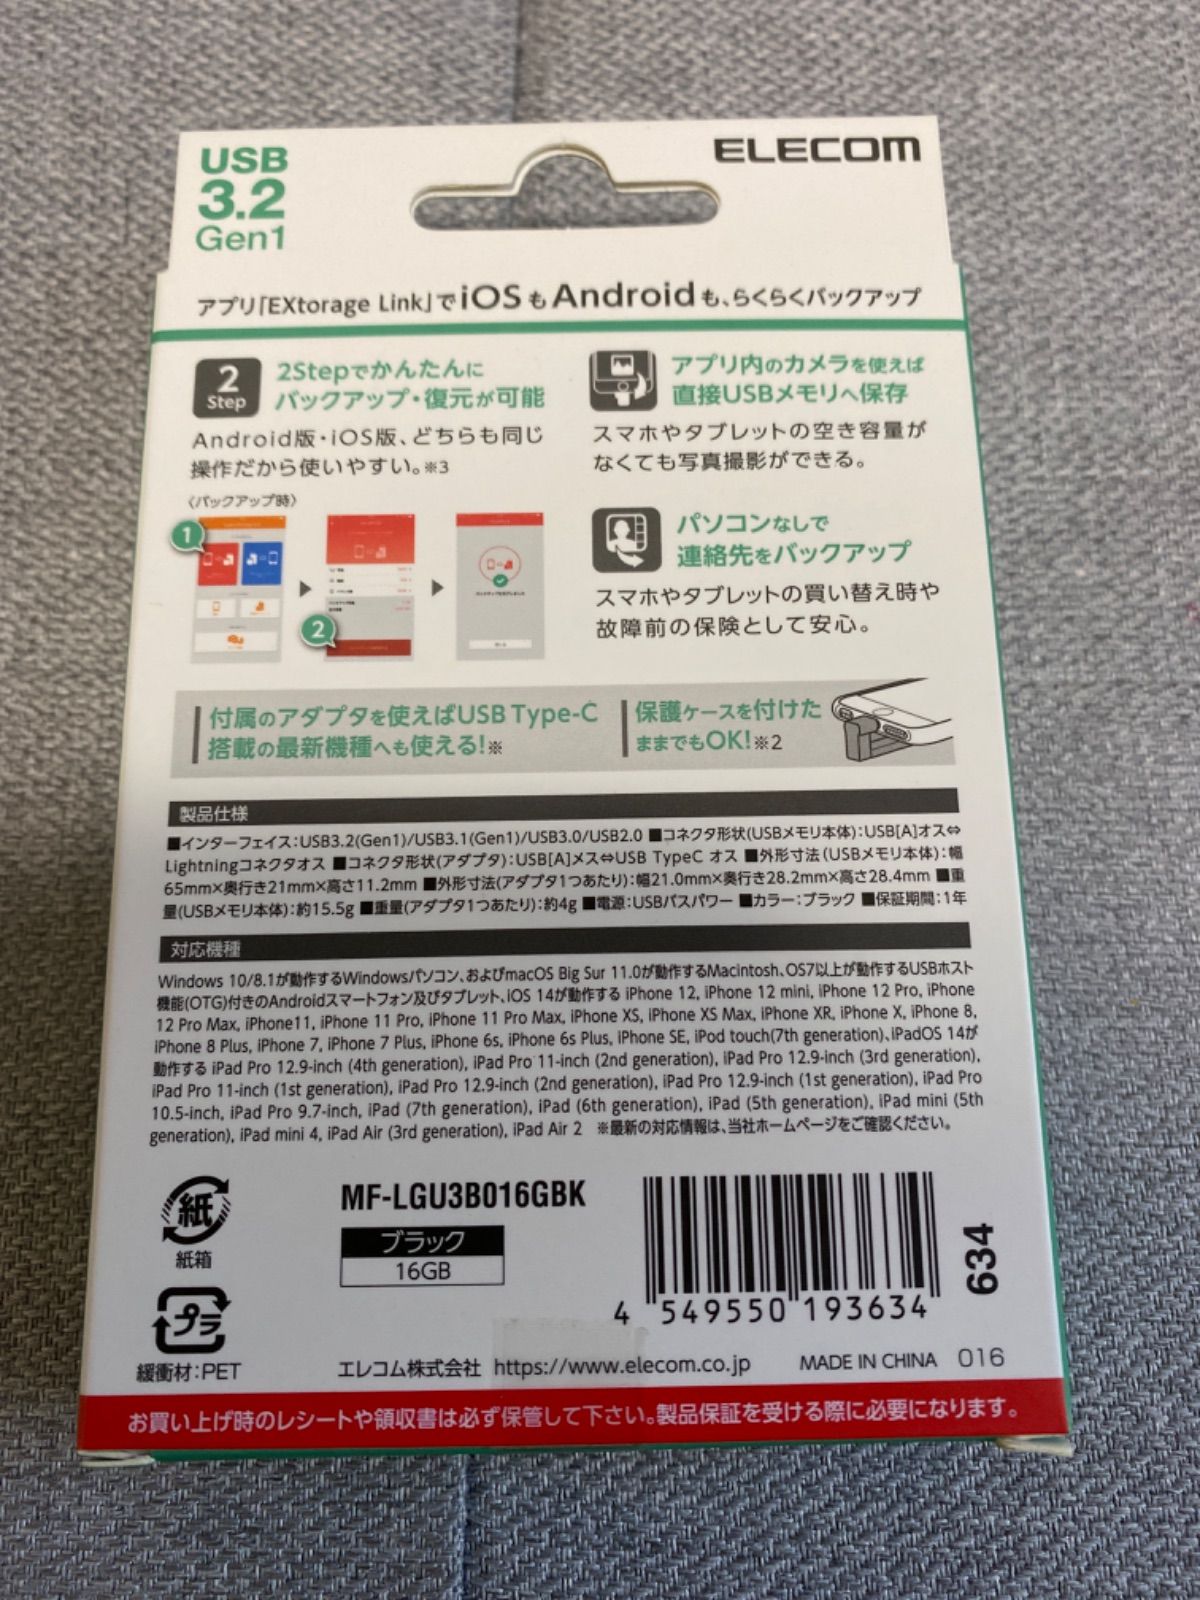 USB
3.2
Gen1
ELECOM
アプリ「EXtorage Link」でiOSもAndroidも、らくらくバックアップ
2
Step
2Stepでかんたんに
バックアップ・復元が可能
Android版・iOS版、どちらも同じ
操作だから使いやすい。※3
〈バックアップ時〉
1
2
アプリ内のカメラを使えば
直接USBメモリへ保存
スマホやタブレットの空き容量が
なくても写真撮影ができる。
パソコンなしで
連絡先をバックアップ
スマホやタブレットの買い替え時や
故障前の保険として安心。
付属のアダプタを使えばUSB Type-C
搭載の最新機種へも使える!※
保護ケースを付けた
ままでもOK!※2
製品仕様
■インターフェイス:USB3.2(Gen1)/USB3.1(Gen1)/USB3.0/USB2.0 ■コネクタ形状(USBメモリ本体):USB[A]オス⇔
Lightningコネクタオス ■コネクタ形状(アダプタ):USB[A]メス⇔USB TypeC オス ■外形寸法(USBメモリ本体):幅
65mm×奥行き21mm×高さ11.2mm ■外形寸法(アダプタ1つあたり):幅21.0mm×奥行き28.2mm×高さ28.4mm ■重
量(USBメモリ本体):約15.5g ■重量(アダプタ1つあたり):約4g ■電源:USBバスパワー ■カラー:ブラック ■保証期間:1年
対応機種
Windows 10/8.1が動作するWindowsパソコン、およびmacOS Big Sur 11.0が動作するMacintosh、OS7以上が動作するUSBホスト
機能(OTG)付きのAndroidスマートフォン及びタブレット、iOS 14が動作する iPhone 12, iPhone 12 mini, iPhone 12 Pro, iPhone
12 Pro Max, iPhone11, iPhone 11 Pro, iPhone 11 Pro Max, iPhone XS, iPhone XS Max, iPhone XR, iPhone X, iPhone 8,
iPhone 8 Plus, iPhone 7, iPhone 7 Plus, iPhone 6s, iPhone 6s Plus, iPhone SE, iPod touch(7th generation)、iPadOS 14が
動作する iPad Pro 12.9-inch (4th generation), iPad Pro 11-inch (2nd generation), iPad Pro 12.9-inch (3rd generation),
iPad Pro 11-inch (1st generation), iPad Pro 12.9-inch (2nd generation), iPad Pro 12.9-inch (1st generation), iPad Pro
10.5-inch, iPad Pro 9.7-inch, iPad (7th generation), iPad (6th generation), iPad (5th generation), iPad mini (5th
generation), iPad mini 4, iPad Air (3rd generation), iPad Air 2 ※最新の対応情報は、当社ホームページをご確認ください。
紙
紙箱
プラ
緩衝材:PET
MF-LGU3B016GBK
ブラック
16GB
4 549550 193634
634
エレコム株式会社 https://www.elecom.co.jp
MADE IN CHINA 016
お買い上げ時のレシートや領収書は必ず保管して下さい。製品保証を受ける際に必要になります。